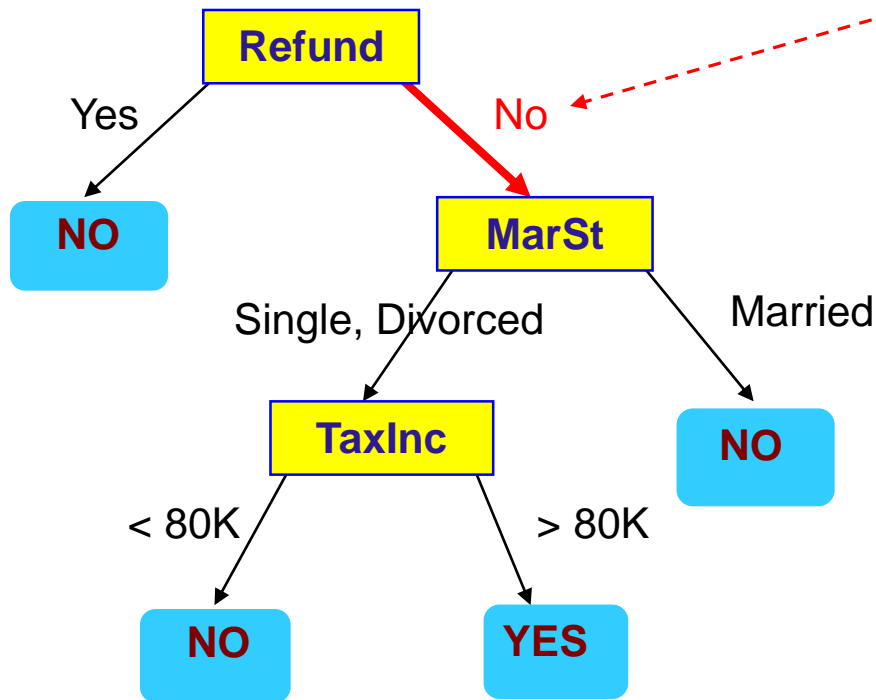 Refund
Yes
No
NO
MarSt
Single, Divorced
Married
TaxInc
NO
< 80K
> 80K
NO
YES